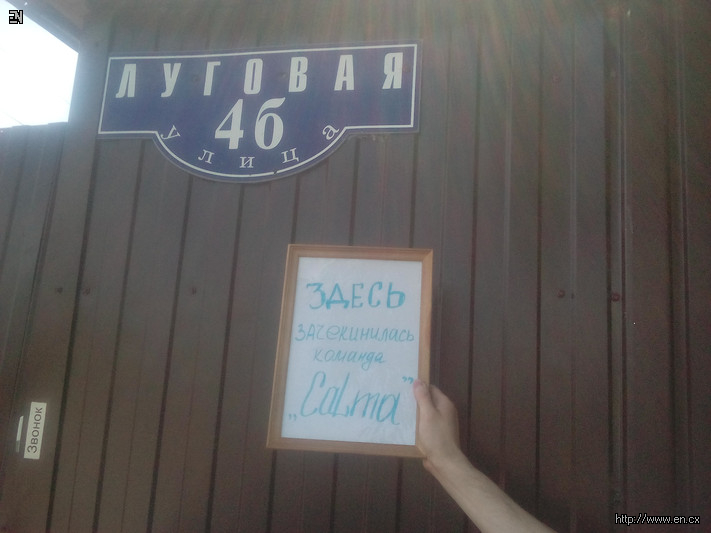 EN
ЛУГОВАЯ
4б
улица
ЗДЕСЬ
ЗАЧеКИНИЛАСЬ
команда
„CaLma”
Звонок
http://www.en.cx